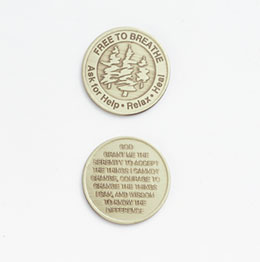 FREE TO BREATHE
Ask for Help • Relax • Heal
GOD
GRANT ME THE
SERENITY TO ACCEPT
THE THINGS I CANNOT
CHANGE, COURAGE TO
CHANGE THE THINGS
I CAN, AND WISDOM
TO KNOW THE
DIFFERENCE